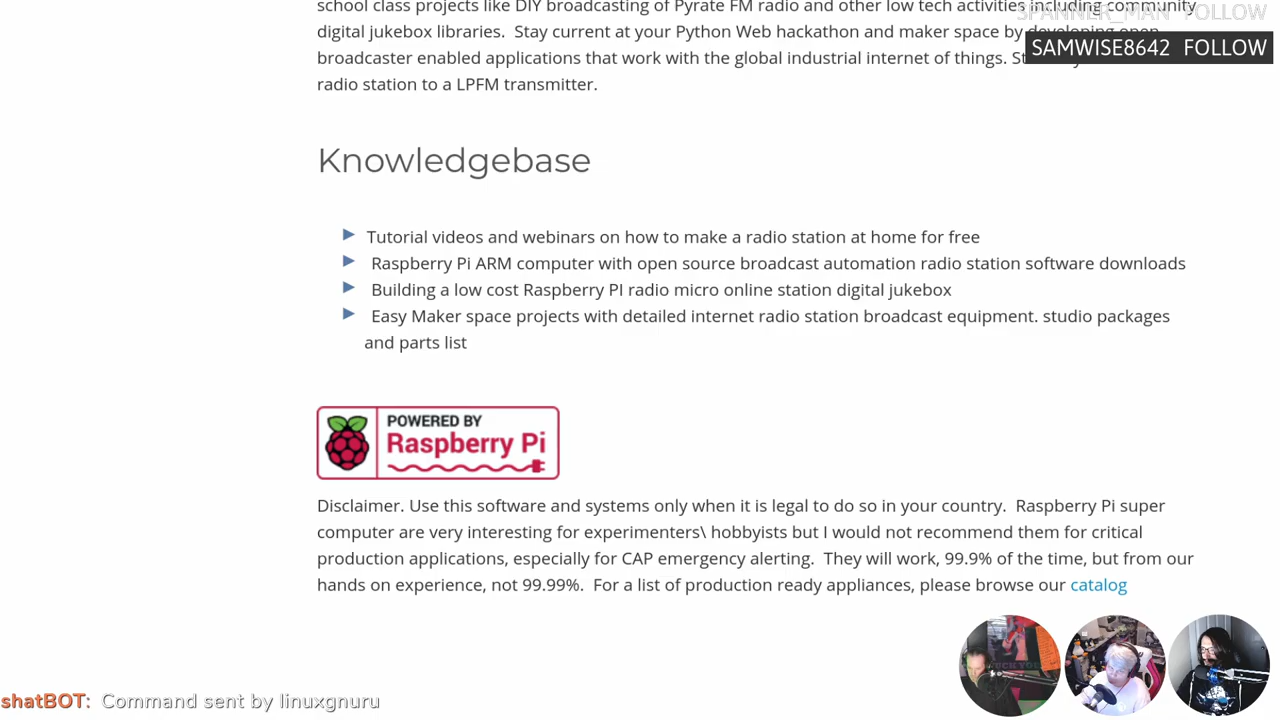 school class projects like DIY broadcasting of Pyrate FM radio and other low tech activities including community
SPANNER_MAN FOLLOW
digital jukebox libraries. Stay current at your Python Web hackathon and maker space by developing open
SAMWISE8642 FOLLOW
broadcaster enabled applications that work with the global industrial internet of things.
radio station to a LPFM transmitter.
Knowledgebase
Tutorial videos and webinars on how to make a radio station at home for free
Raspberry Pi ARM computer with open source broadcast automation radio station software downloads
Building a low cost Raspberry PI radio micro online station digital jukebox
Easy Maker space projects with detailed internet radio station broadcast equipment. studio packages
and parts list
POWERED BY
Raspberry Pi
Disclaimer. Use this software and systems only when it is legal to do so in your country. Raspberry Pi super
computer are very interesting for experimenters\ hobbyists but I would not recommend them for critical
production applications, especially for CAP emergency alerting. They will work, 99.9% of the time, but from our
hands on experience, not 99.99%. For a list of production ready appliances, please browse our catalog
shatBOT: Command sent by linuxgnuru